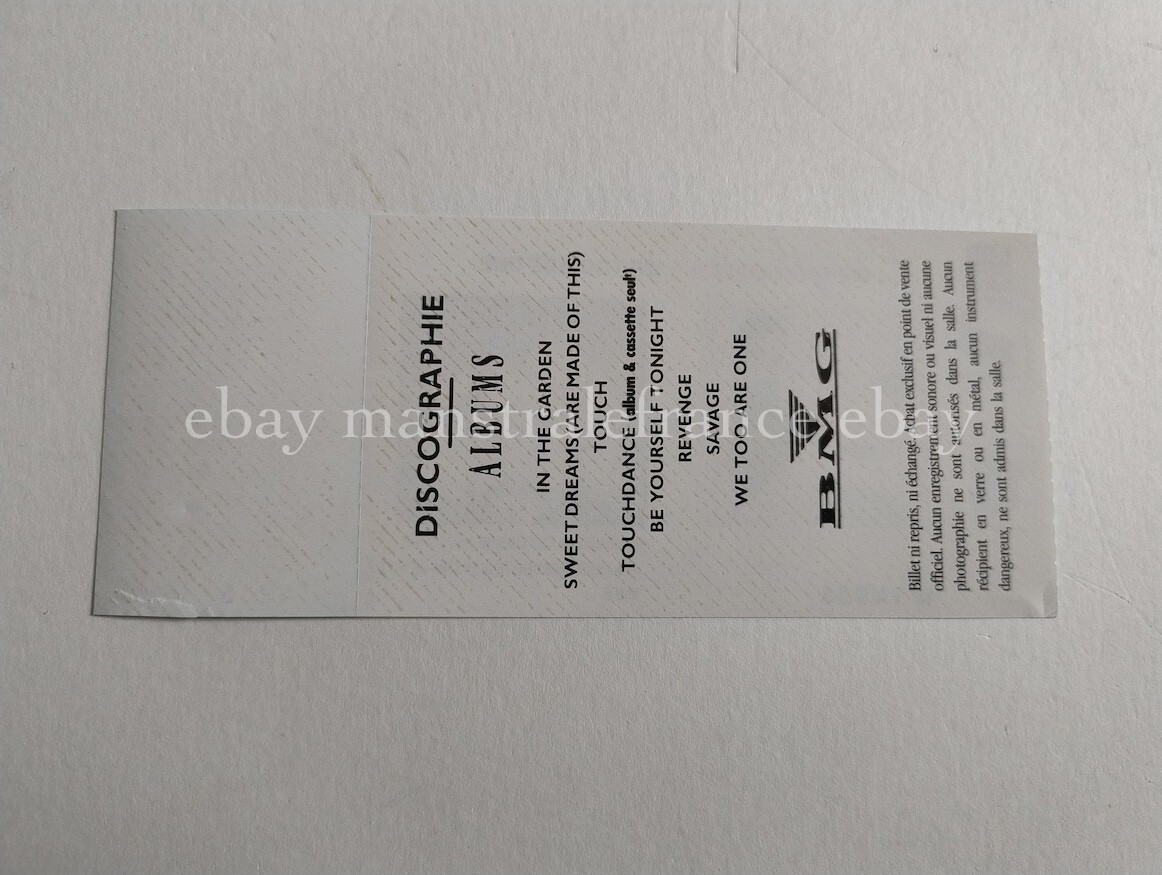 DiSCOGRAPHIE
ALBUMS
IN THE GARDEN
SWEET DREAMS (ARE MADE OF THIS)
TOUCH
TOUCHDANCE (album & cassette seult)
BE YOURSELF TONIGHT
REVENGE
SAVAGE
WE TOO ARE ONE
BMG
Billet ni repris, ni échangé. Achat exclusif en point de vente
officiel. Aucun enregistrement sonore ou visuel ni aucune
photographie ne sont autorisés dans la salle. Aucun
récipient en verre ou en métal, aucun instrument
dangereux, ne sont admis dans la salle.
ebay
ebay